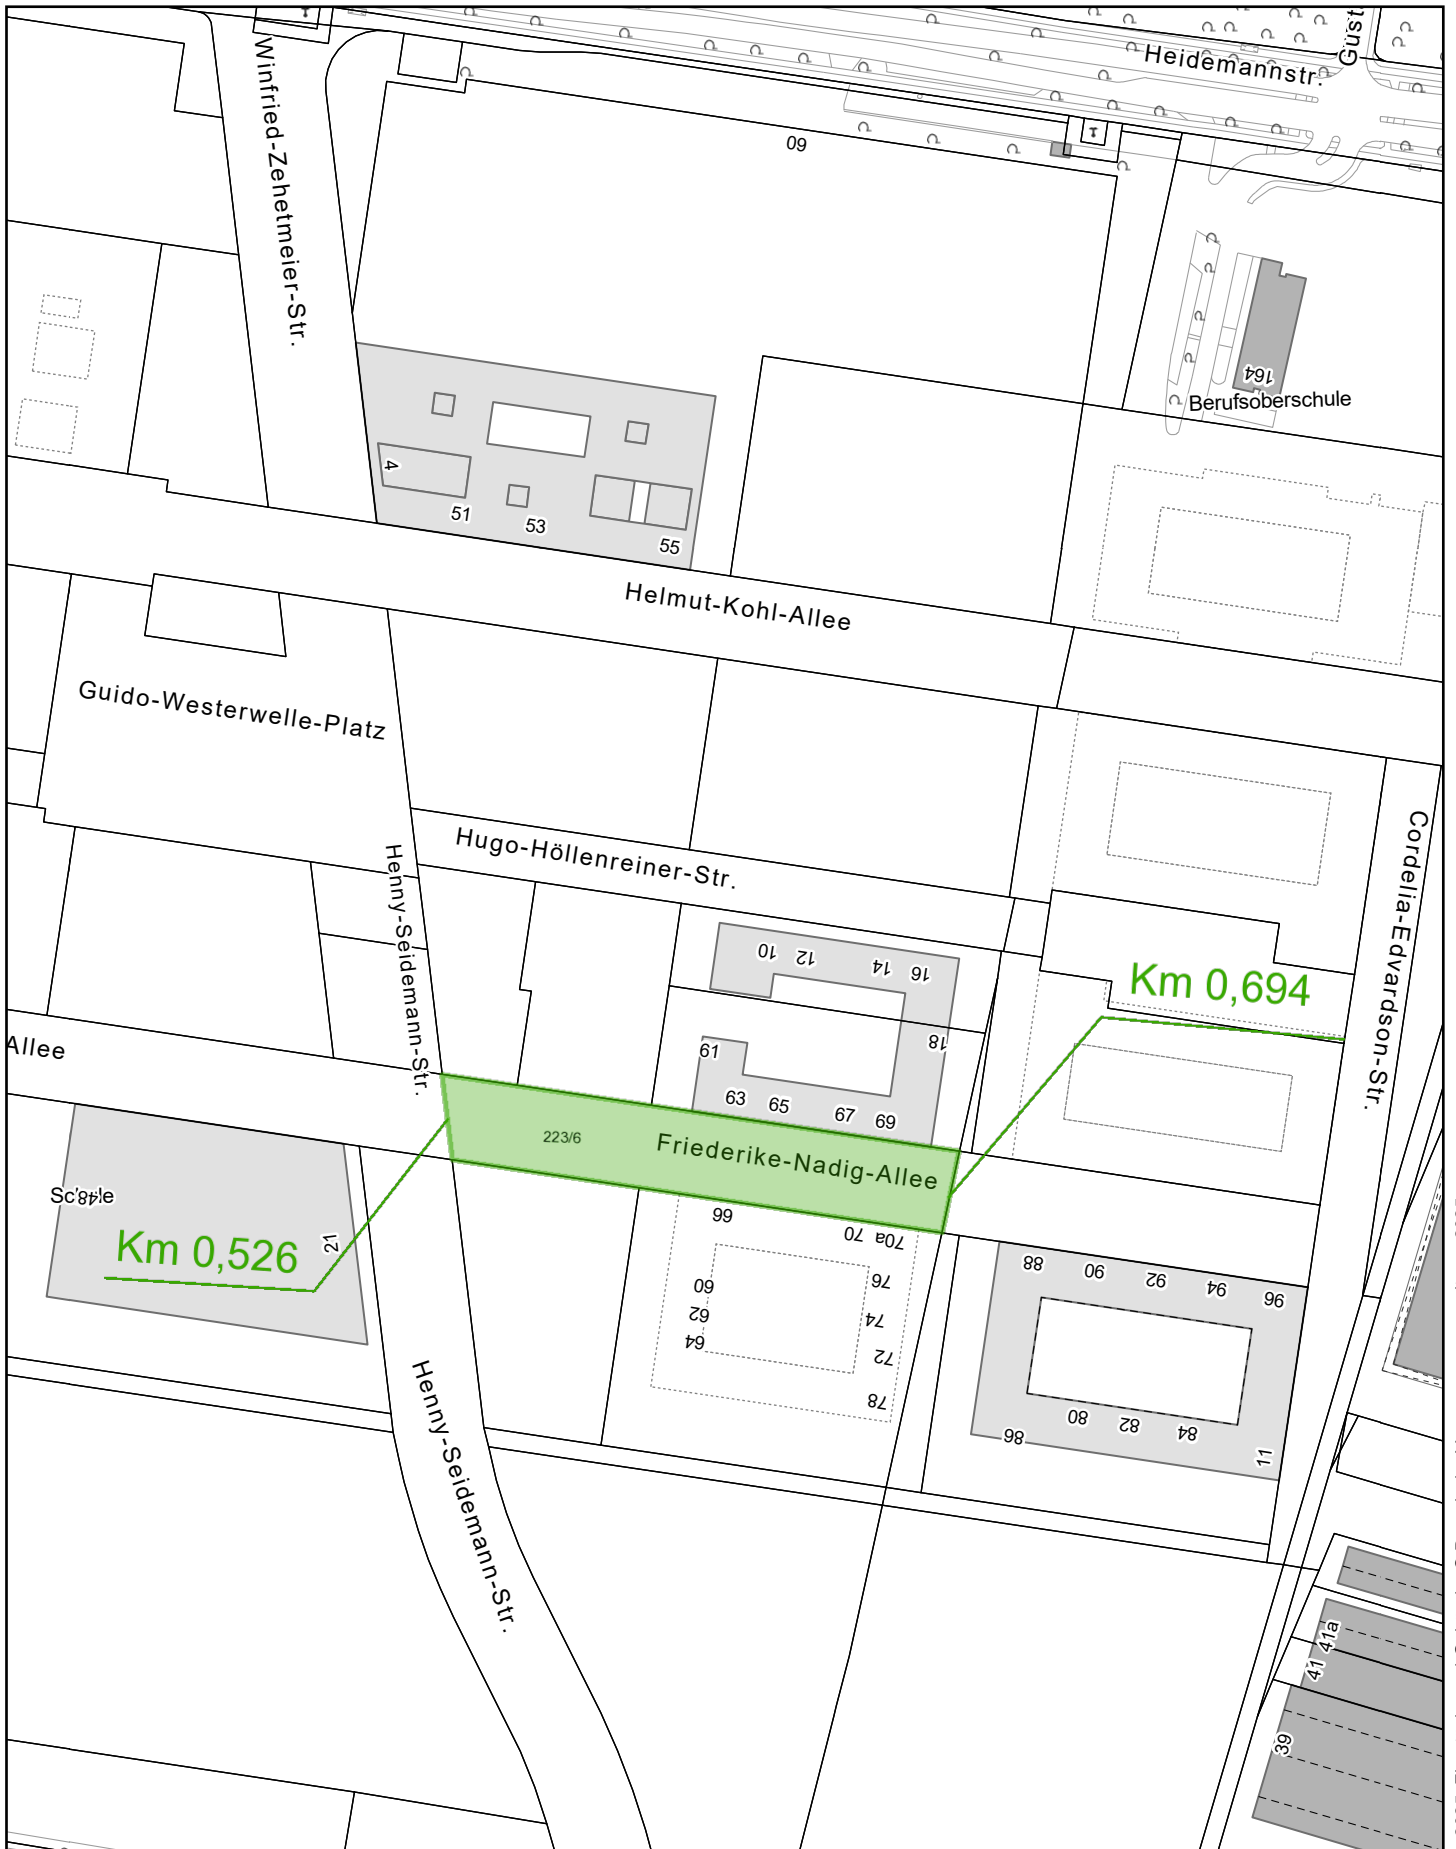 Heidemannstr.
Winfried-Zehetmeier-Str.
60
164
Berufsoberschule
4
51
53
55
Helmut-Kohl-Allee
Guido-Westerwelle-Platz
Hugo-Höllenreiner-Str.
Cordelia-Edvardson-Str.
Henny-Seidemann-Str.
10
12
14
16
18
Km 0,694
Allee
61
63
65
67
69
223/6
Friederike-Nadig-Allee
21
Km 0,526
66
70
70a
60
62
64
76
74
72
78
88
90
92
94
96
80
82
84
86
11
Henny-Seidemann-Str.
41a
41
39